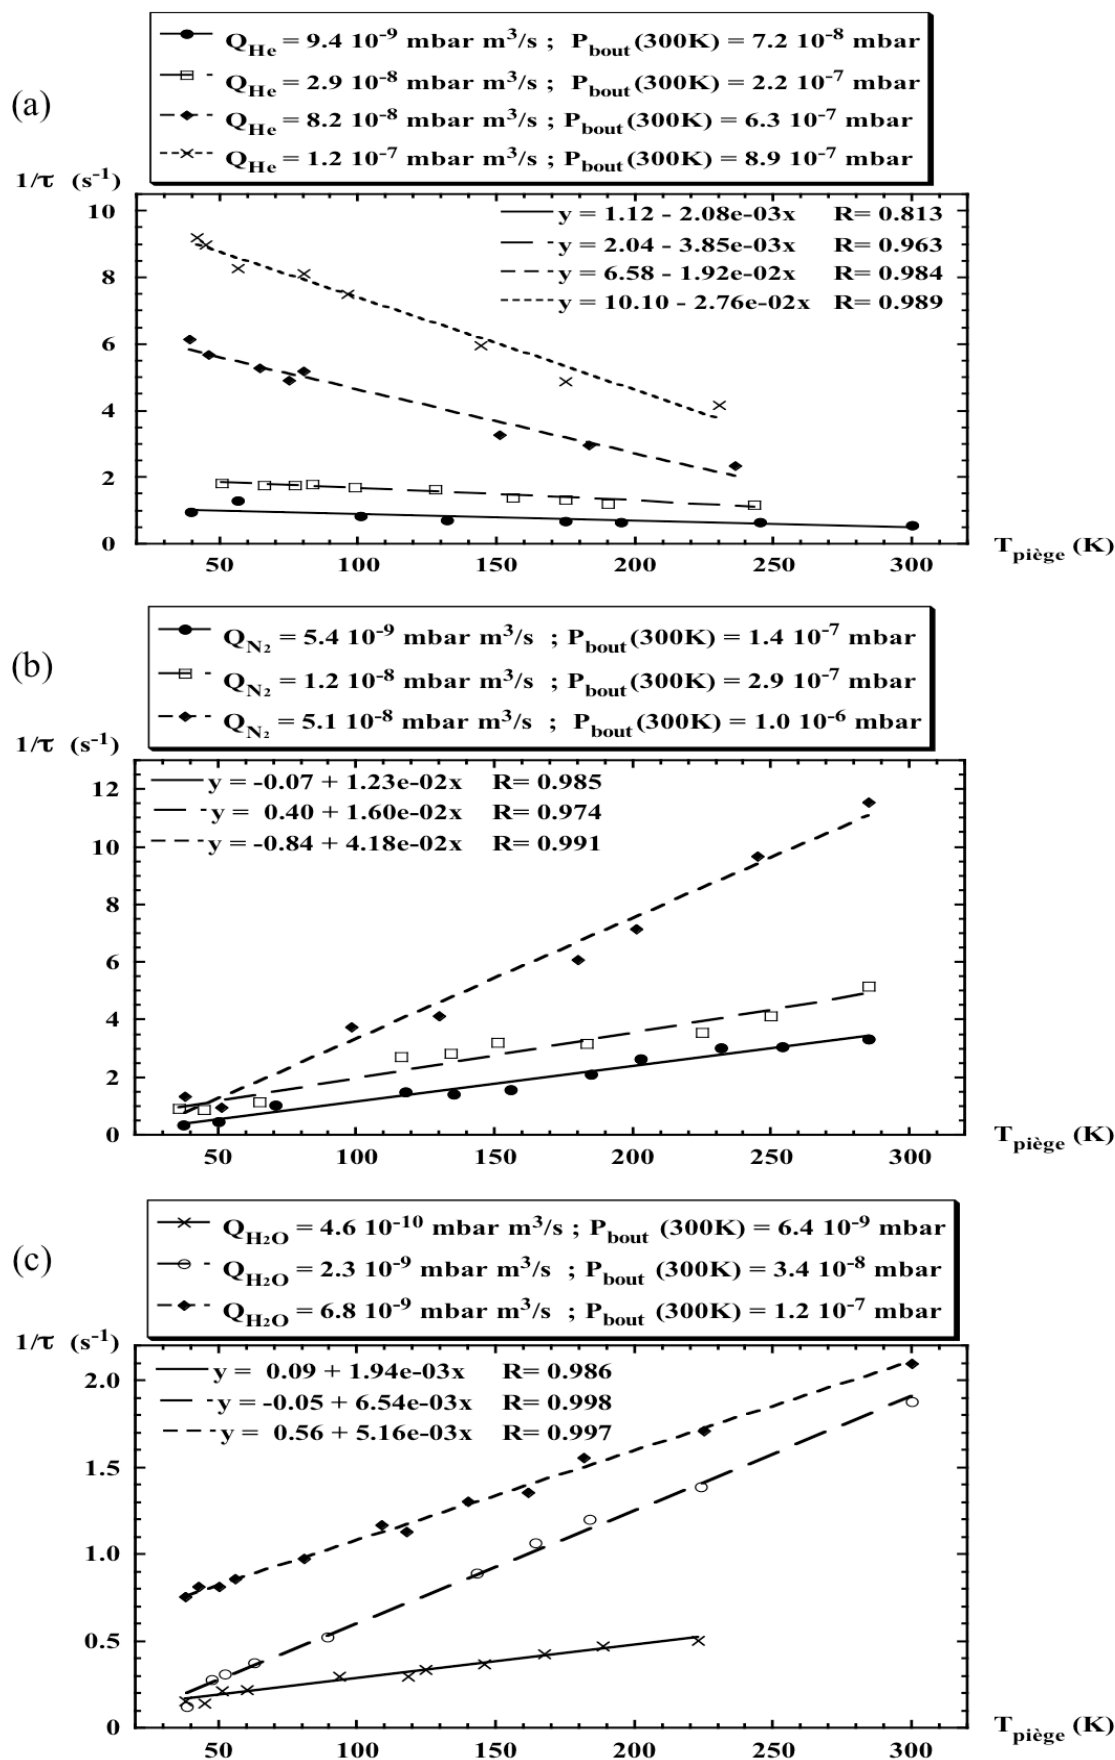 Q_He = 9.4 10^-9 mbar m^3/s ; P_bout(300K) = 7.2 10^-8 mbar
Q_He = 2.9 10^-8 mbar m^3/s ; P_bout(300K) = 2.2 10^-7 mbar
(a)
Q_He = 8.2 10^-8 mbar m^3/s ; P_bout(300K) = 6.3 10^-7 mbar
Q_He = 1.2 10^-7 mbar m^3/s ; P_bout(300K) = 8.9 10^-7 mbar
1/τ (s^-1)
y = 1.12 - 2.08e-03x R= 0.813
y = 2.04 - 3.85e-03x R= 0.963
y = 6.58 - 1.92e-02x R= 0.984
y = 10.10 - 2.76e-02x R= 0.989
10
8
6
4
2
0
50 100 150 200 250 300
T_piège (K)
Q_N2 = 5.4 10^-9 mbar m^3/s ; P_bout(300K) = 1.4 10^-7 mbar
(b)
Q_N2 = 1.2 10^-8 mbar m^3/s ; P_bout(300K) = 2.9 10^-7 mbar
Q_N2 = 5.1 10^-8 mbar m^3/s ; P_bout(300K) = 1.0 10^-6 mbar
1/τ (s^-1)
y = -0.07 + 1.23e-02x R= 0.985
y = 0.40 + 1.60e-02x R= 0.974
y = -0.84 + 4.18e-02x R= 0.991
12
10
8
6
4
2
0
50 100 150 200 250 300
T_piège (K)
Q_H2O = 4.6 10^-10 mbar m^3/s ; P_bout (300K) = 6.4 10^-9 mbar
(c)
Q_H2O = 2.3 10^-9 mbar m^3/s ; P_bout (300K) = 3.4 10^-8 mbar
Q_H2O = 6.8 10^-9 mbar m^3/s ; P_bout (300K) = 1.2 10^-7 mbar
1/τ (s^-1)
y = 0.09 + 1.94e-03x R= 0.986
y = -0.05 + 6.54e-03x R= 0.998
y = 0.56 + 5.16e-03x R= 0.997
2.0
1.5
1.0
0.5
0
50 100 150 200 250 300
T_piège (K)